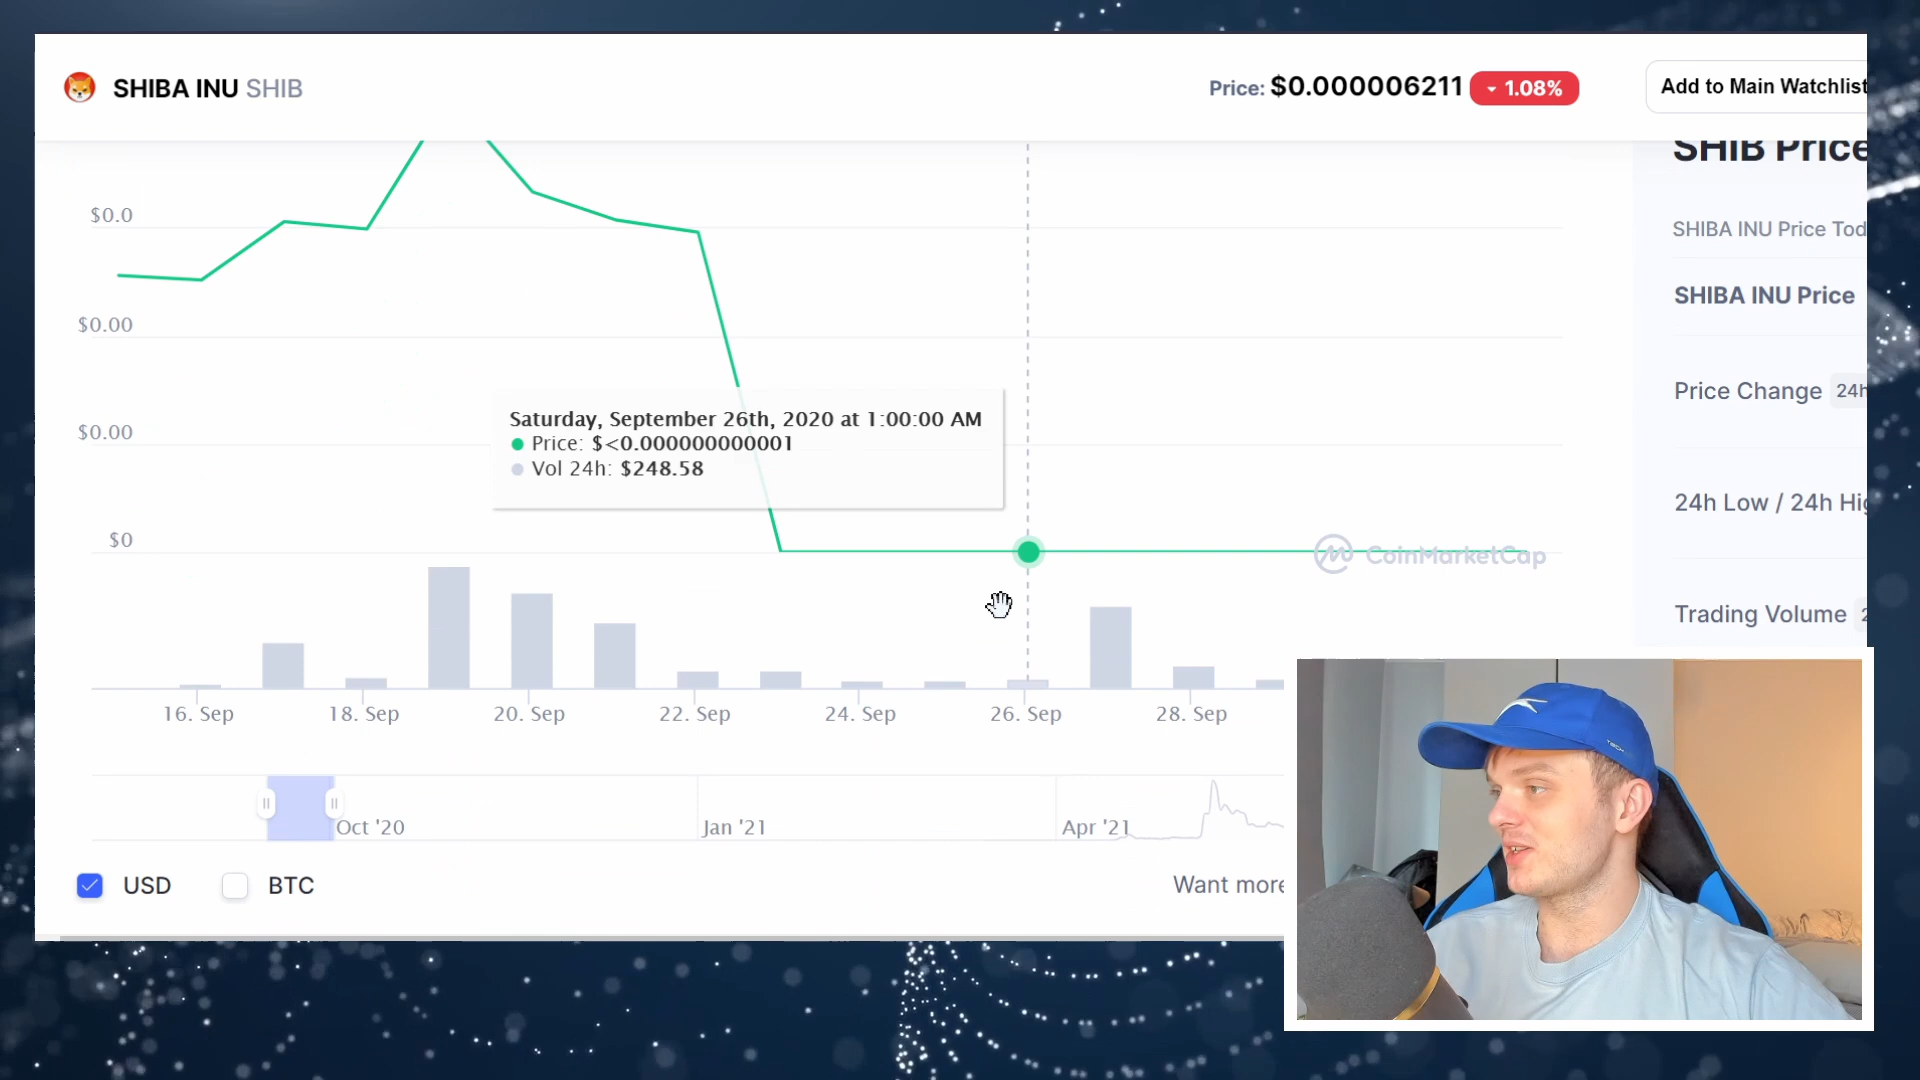 SHIBA INU SHIB
Price: $0.000006211 1.08%
Add to Main Watchlist
SHIB Price
$0.0
SHIBA INU Price Tod
SHIBA INU Price
$0.00
Price Change 24h
$0.00
Saturday, September 26th, 2020 at 1:00:00 AM
Price: $<0.000000000001
Vol 24h: $248.58
24h Low / 24h Hig
$0
CoinMarketCap
Trading Volume 2
16. Sep 18. Sep 20. Sep 22. Sep 24. Sep 26. Sep 28. Sep
Oct '20 Jan '21 Apr '21
USD BTC
Want more